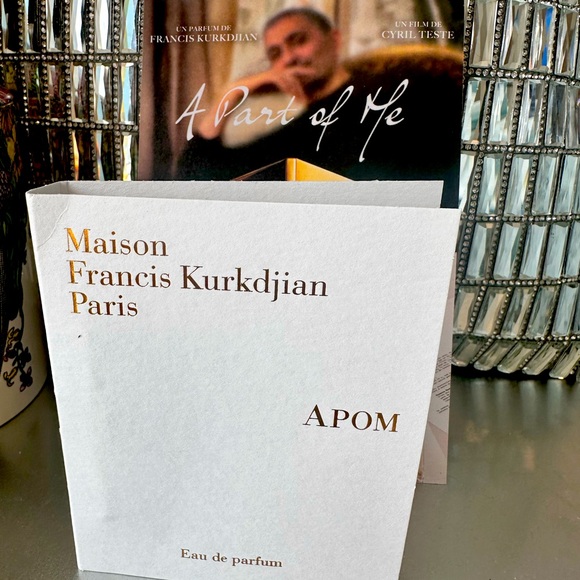 UN PARFUM DE
FRANCIS KURKDJIAN
UN FILM DE
CYRIL TESTE
A Part of Me
Maison
Francis Kurkdjian
Paris
APOM
Eau de parfum